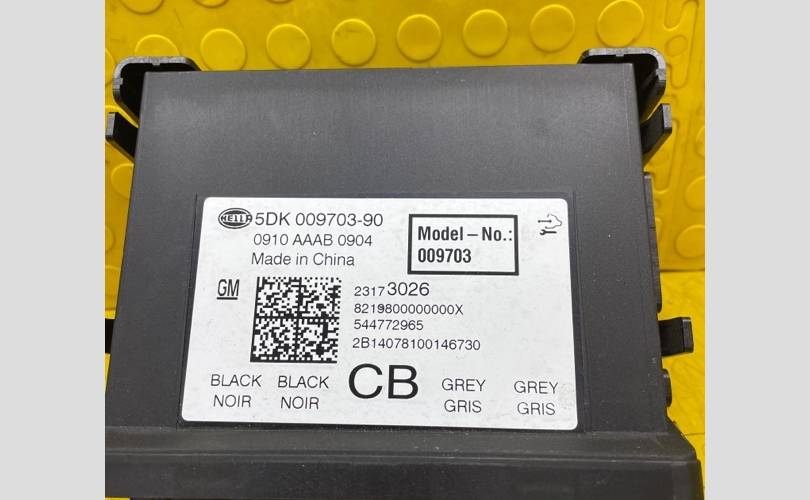 HELLA 5DK 009703-90
0910 AAAB 0904
Made in China
Model – No.:
009703
GM
23173026
8219800000000X
544772965
2B14078100146730
BLACK BLACK CB GREY GREY
NOIR NOIR GRIS GRIS